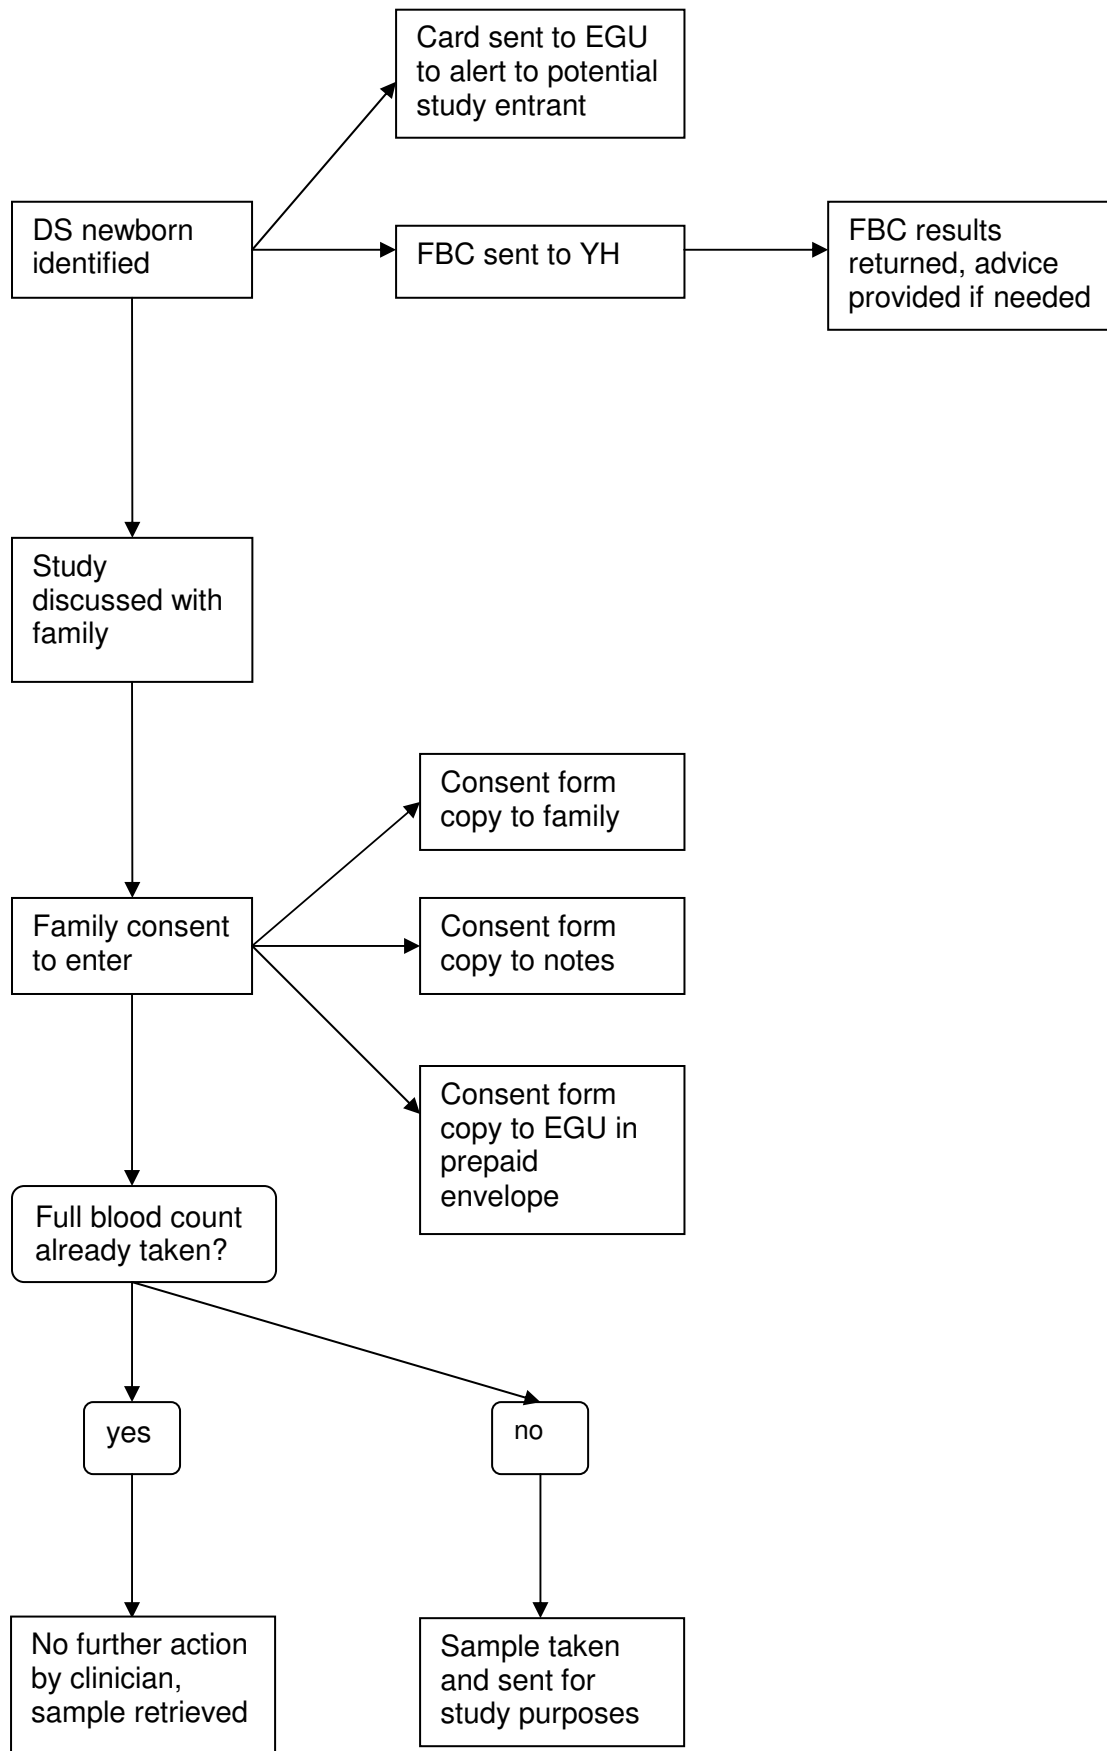 Card sent to EGU
to alert to potential
study entrant
DS newborn
identified
FBC sent to YH
FBC results
returned, advice
provided if needed
Study
discussed with
family
Consent form
copy to family
Family consent
to enter
Consent form
copy to notes
Consent form
copy to EGU in
prepaid
envelope
Full blood count
already taken?
yes
no
No further action
by clinician,
sample retrieved
Sample taken
and sent for
study purposes